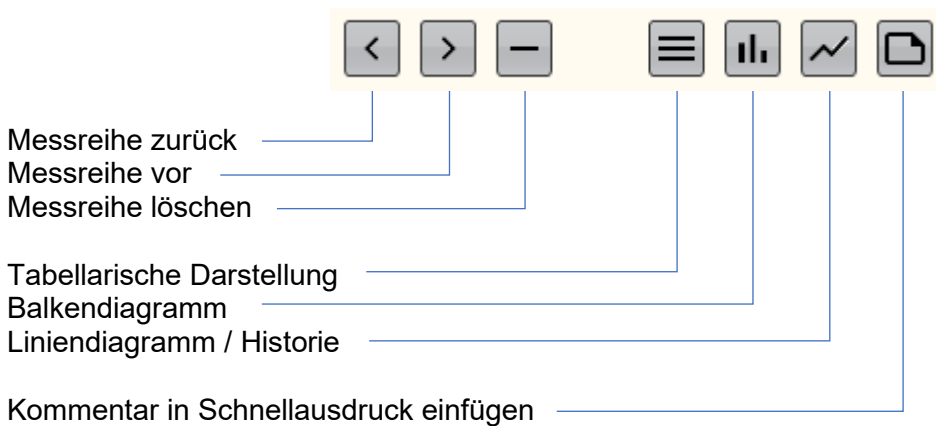 Messreihe zurück
Messreihe vor
Messreihe löschen
Tabellarische Darstellung
Balkendiagramm
Liniendiagramm / Historie
Kommentar in Schnellausdruck einfügen